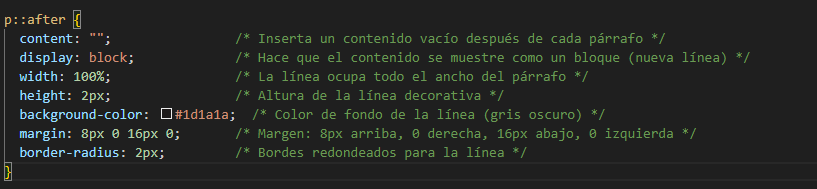 p::after {
content: "";   /* Inserta un contenido vacío después de cada párrafo */
display: block;   /* Hace que el contenido se muestre como un bloque (nueva línea) */
width: 100%;   /* La línea ocupa todo el ancho del párrafo */
height: 2px;   /* Altura de la línea decorativa */
background-color: #1d1a1a;  /* Color de fondo de la línea (gris oscuro) */
margin: 8px 0 16px 0;   /* Margen: 8px arriba, 0 derecha, 16px abajo, 0 izquierda */
border-radius: 2px;   /* Bordes redondeados para la línea */
}